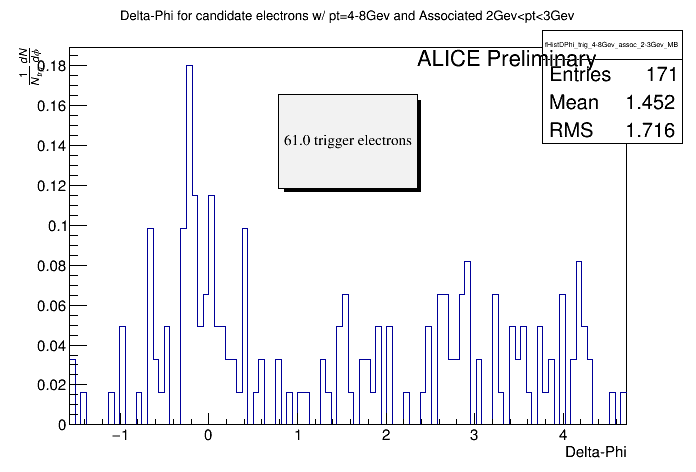 Delta-Phi for candidate electrons w/ pt=4-8Gev and Associated 2Gev<pt<3Gev
ALICE Preliminary
fHistDPhi_trig_4-8Gev_assoc_2-3Gev_MB
Entries 171
Mean 1.452
RMS 1.716
61.0 trigger electrons
1/N_trig dN/dϕ
0.18
0.16
0.14
0.12
0.1
0.08
0.06
0.04
0.02
0
−1 0 1 2 3 4
Delta-Phi